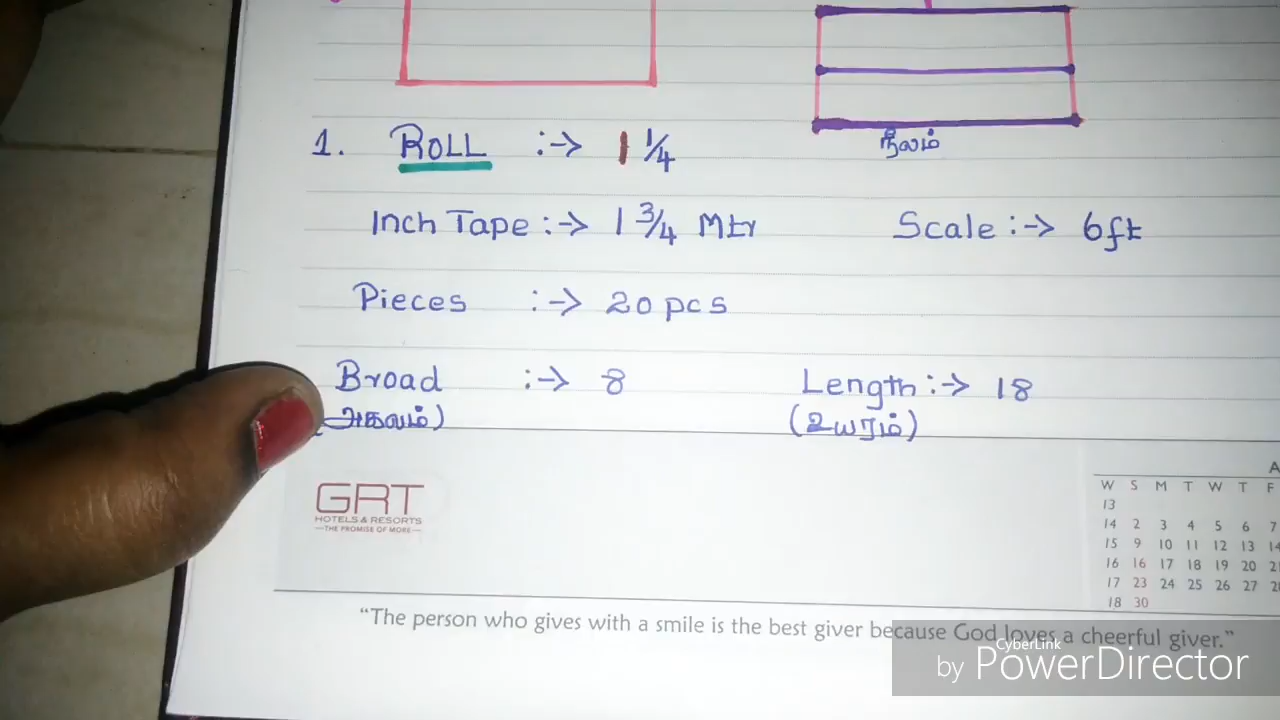 நீலம்
1. ROLL :-> 1 1/4
Inch Tape :-> 1 3/4 Mtr Scale :-> 6ft
Pieces :-> 20 pcs
Broad :-> 8 Length :-> 18
(அகலம்) (உயரம்)
GRT
HOTELS & RESORTS
—THE PROMISE OF MORE—
A
W S M T W T F
13
14 2 3 4 5 6 7
15 9 10 11 12 13 14
16 16 17 18 19 20 21
17 23 24 25 26 27
18 30
“The person who gives with a smile is the best giver because God loves a cheerful giver.”
CyberLink
by PowerDirector